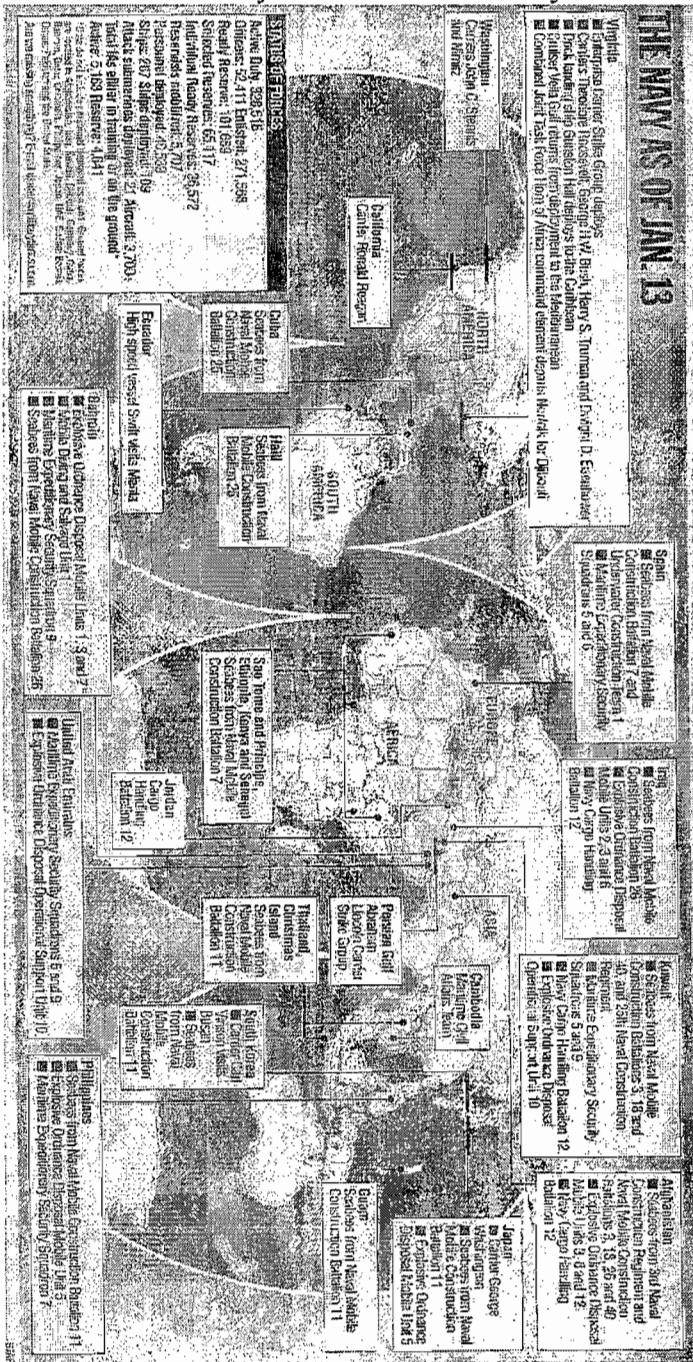 THE NAVY AS OF JAN. 13
Virginia
■ Enterprise Carrier Strike Group deploys
■ Carriers Theodore Roosevelt, George H.W. Bush, Harry S. Truman and Dwight D. Eisenhower
■ Dock landing ship Gunston Hall deploys to the Caribbean
■ Cruiser Vella Gulf returns from deployment to the Mediterranean
■ Combined Joint Task Force Horn of Africa command element departs Norfolk for Djibouti
Washington
Carriers John C. Stennis
and Nimitz
California
Carrier Ronald Reagan
NORTH
AMERICA
STATUS OF FORCES
Active Duty: 328,516
Officers: 52,411 Enlisted: 271,598
Ready Reserve: 101,689
Selected Reserves: 65,117
Individual Ready Reserves: 36,572
Reservists mobilized: 5,707
Personnel deployed: 40,539
Ships: 287 Ships deployed: 109
Attack submarines deployed: 21 Aircraft: 3,700+
Total IAs either in training or on the ground*
Active: 5,169 Reserve: 4,041
Cuba
Seabees from
Naval Mobile
Construction
Battalion 25
Haiti
Seabees from Naval
Mobile Construction
Battalion 25
Ecuador
High speed vessel Swift visits Manta
SOUTH
AMERICA
Spain
■ Seabees from Naval Mobile
Construction Battalion 7 and
Underwater Construction Team 1
■ Maritime Expeditionary Security
Squadrons 5 and 6
EUROPE
AFRICA
ASIA
Sao Tome and Principe,
Ethiopia, Kenya and Senegal
Seabees from Naval Mobile
Construction Battalion 7
Bahrain
■ Explosive Ordnance Disposal Mobile Units 1, 3 and 7
■ Mobile Diving and Salvage Unit 1
■ Maritime Expeditionary Security Squadron 9
■ Seabees from Naval Mobile Construction Battalion 26
Iraq
■ Seabees from Naval Mobile
Construction Battalion 26
■ Explosive Ordnance Disposal
Mobile Units 2, 3 and 6
■ Navy Cargo Handling
Battalion 12
Kuwait
■ Seabees from Naval Mobile
Construction Battalions 3, 18 and
40, and 25th Naval Construction
Regiment
■ Maritime Expeditionary Security
Squadrons 5 and 9
■ Navy Cargo Handling Battalion 12
■ Explosive Ordnance Disposal
Operational Support Unit 10
Afghanistan
■ Seabees from 3rd Naval
Construction Regiment and
Naval Mobile Construction
Battalions 3, 18, 26 and 40
■ Explosive Ordnance Disposal
Mobile Units 3, 8 and 12
■ Navy Cargo Handling
Battalion 12
Jordan
Cargo
Handling
Battalion 12
United Arab Emirates
■ Maritime Expeditionary Security Squadrons 5 and 9
■ Explosive Ordnance Disposal Operational Support Unit 10
Persian Gulf
Abraham
Lincoln Carrier
Strike Group
Thailand,
Christmas
Island
Seabees from
Naval Mobile
Construction
Battalion 11
Cambodia
Maritime Civil
Affairs Team
South Korea
■ Carrier Carl
Vinson visits
Busan
■ Seabees
from Naval
Mobile
Construction
Battalion 11
Japan
■ Carrier George
Washington
■ Seabees from Naval
Mobile Construction
Battalion 11
■ Explosive Ordnance
Disposal Mobile Unit 5
Guam
Seabees from Naval Mobile
Construction Battalion 11
Philippines
■ Seabees from Naval Mobile Construction Battalion 11
■ Explosive Ordnance Disposal Mobile Unit 5
■ Maritime Expeditionary Security Squadron 7